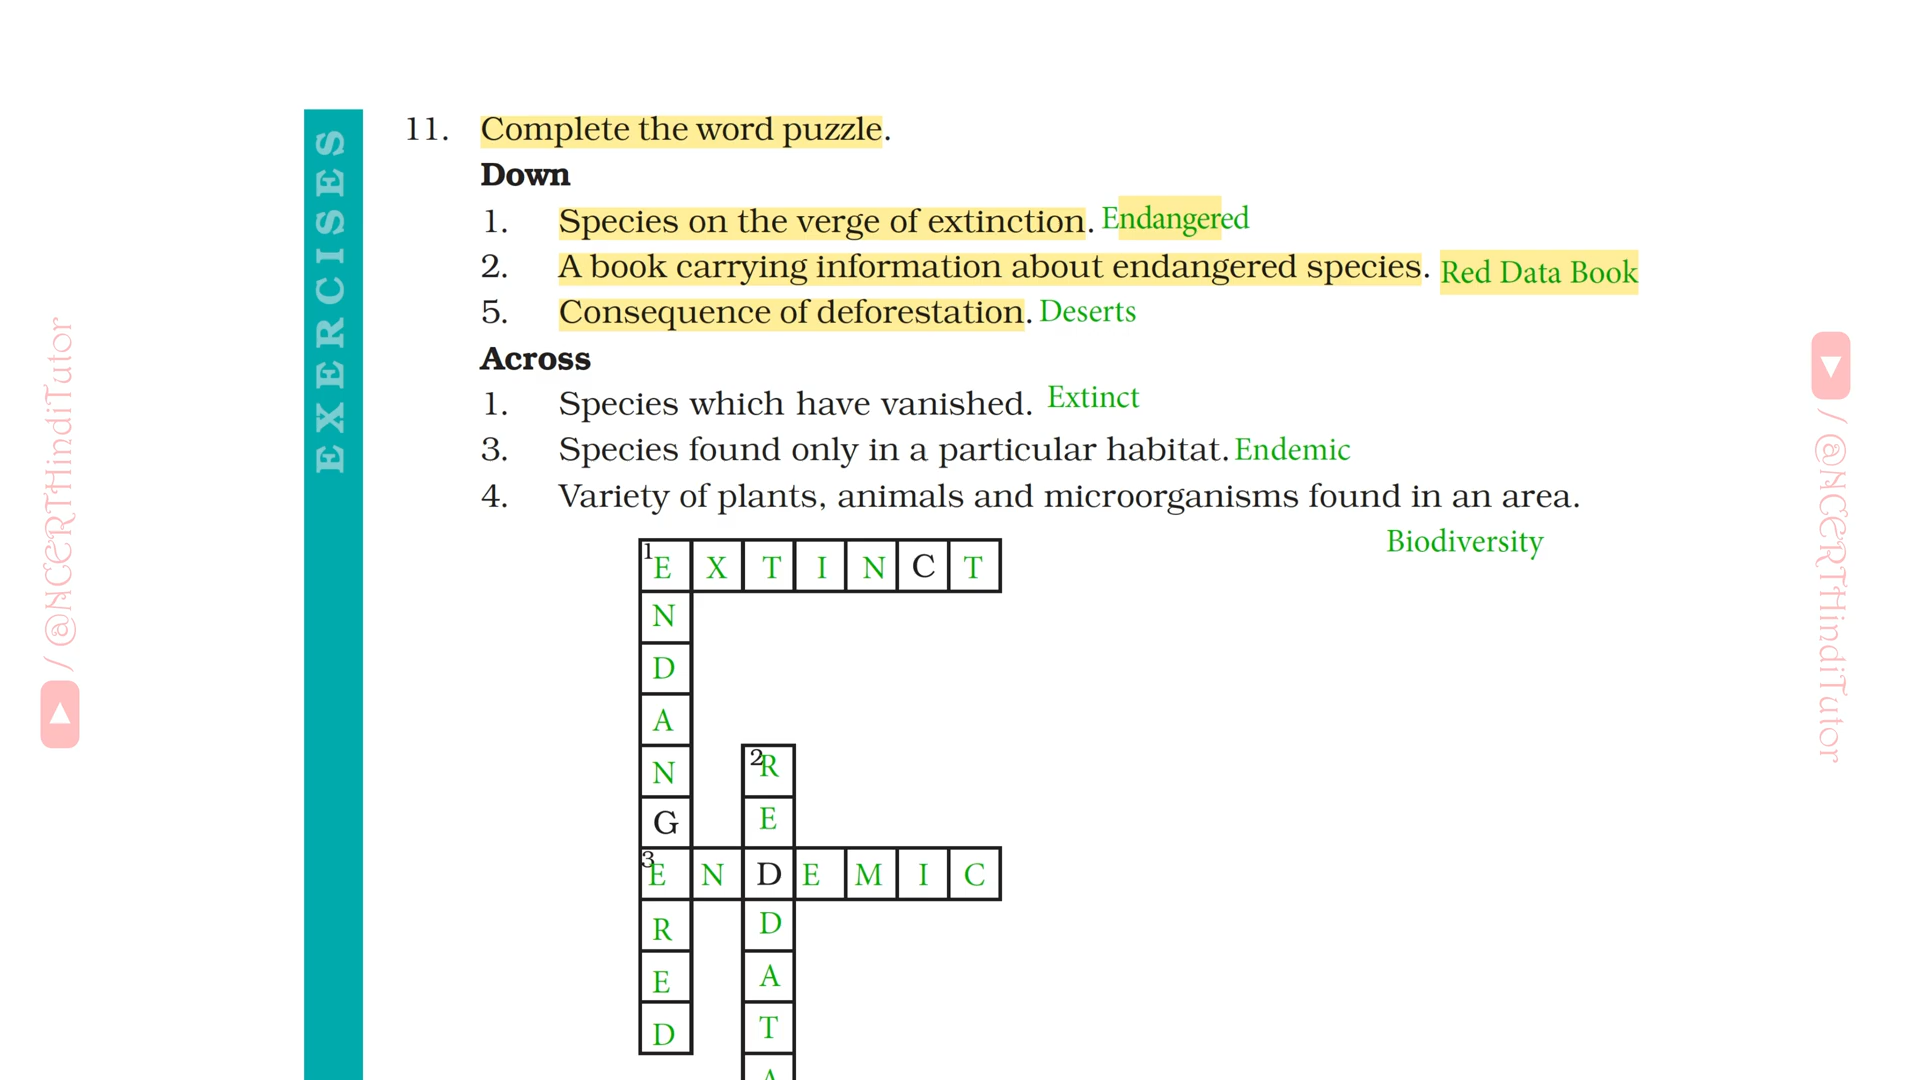 EXERCISES
11. Complete the word puzzle.
Down
1. Species on the verge of extinction. Endangered
2. A book carrying information about endangered species. Red Data Book
5. Consequence of deforestation. Deserts
Across
1. Species which have vanished. Extinct
3. Species found only in a particular habitat. Endemic
4. Variety of plants, animals and microorganisms found in an area.
Biodiversity
1 E X T I N C T
N
D
A
N 2 R
G E
3 E N D E M I C
R D
E A
D T
A
/ @NCERTHindiTutor
/ @NCERTHindiTutor